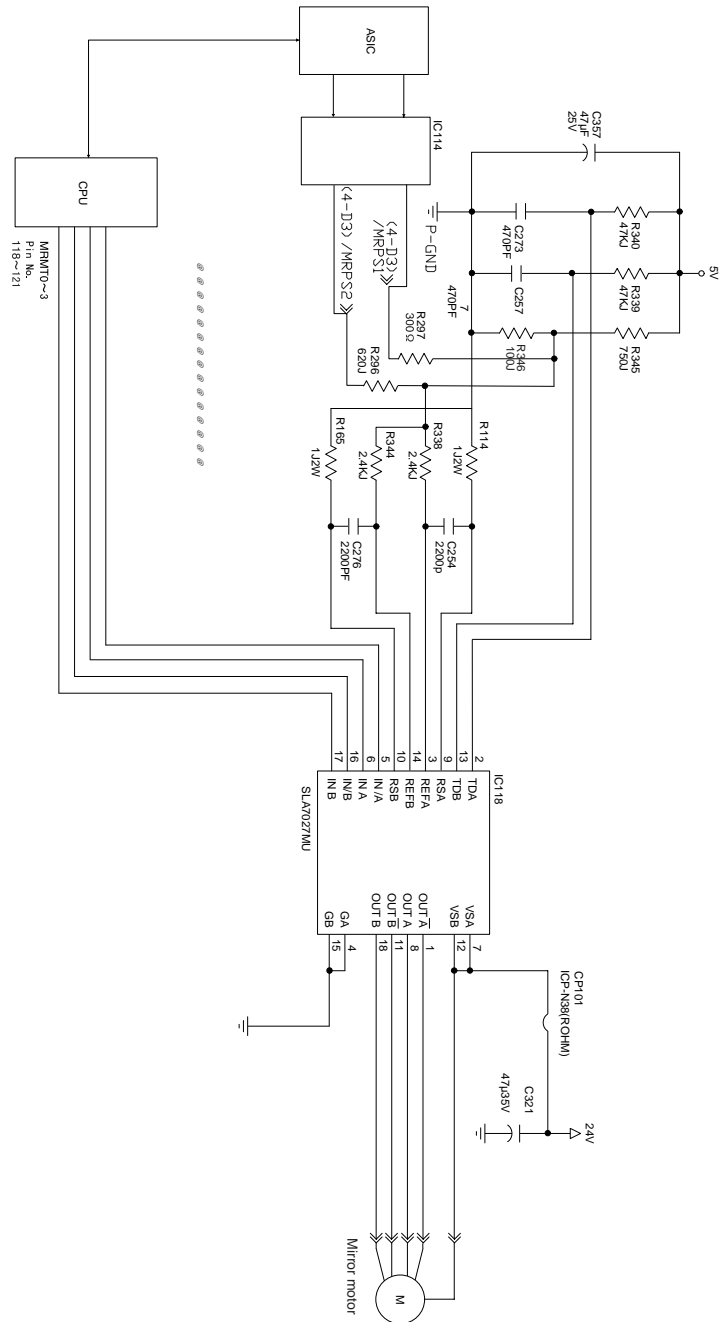 ASIC
IC114
CPU
MRMT0～3
Pin No.
118～121
(4-D3)
/MRPS1
(4-D3) /MRPS2
P-GND
C357
47µF
25V
C273
470PF
R340
47KJ
C257
7
470PF
R339
47KJ
5V
R346
100J
R345
750J
R297
300Ω
R296
620J
R165
1J2W
R344
2.4KJ
R338
2.4KJ
R114
1J2W
C276
2200PF
C254
2200p
IC118
SLA7027MU
2 TDA
13 TDB
9 RSA
3 REFA
14 REFB
10 RSB
5 IN /A
6 IN A
16 IN/B
17 IN B
VSA 7
VSB 12
OUT A̅ 1
OUT A 8
OUT B̅ 11
OUT B 18
GA 4
GB 15
CP101
ICP-N38(ROHM)
C321
47µ35V
24V
M
Mirror motor